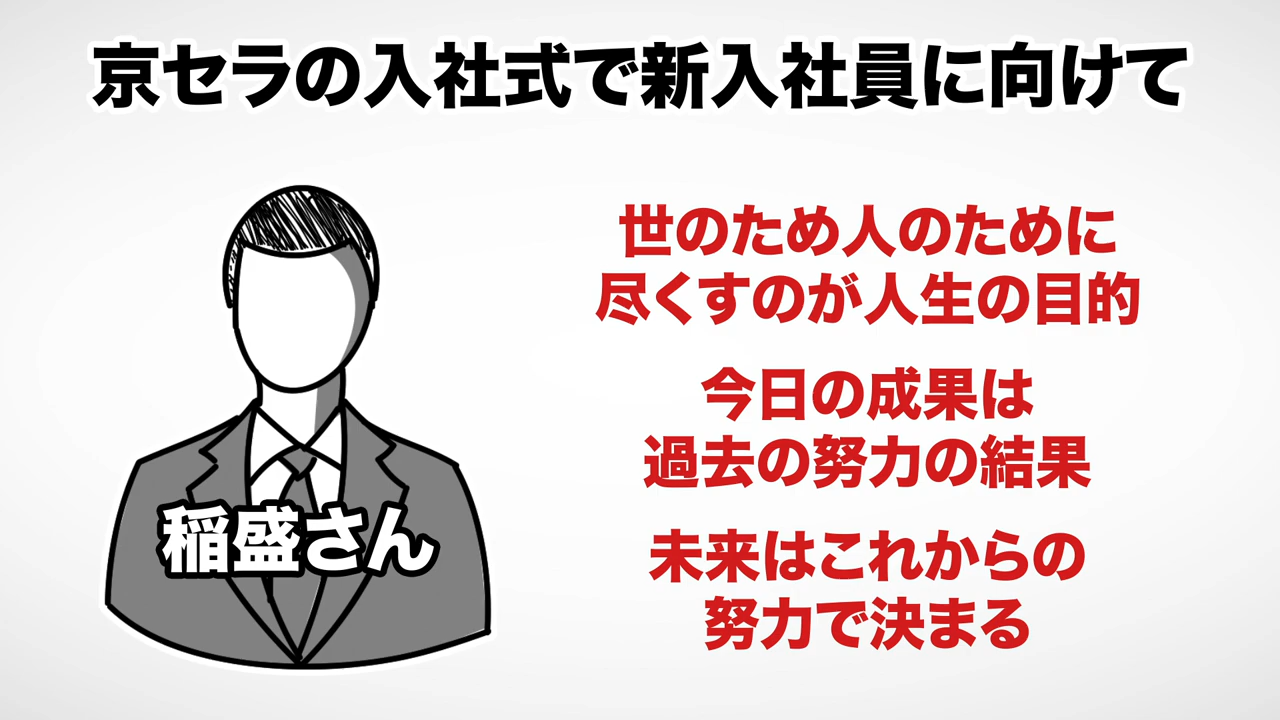 京セラの入社式で新入社員に向けて
世のため人のために
尽くすのが人生の目的
今日の成果は
過去の努力の結果
未来はこれからの
努力で決まる
稲盛さん